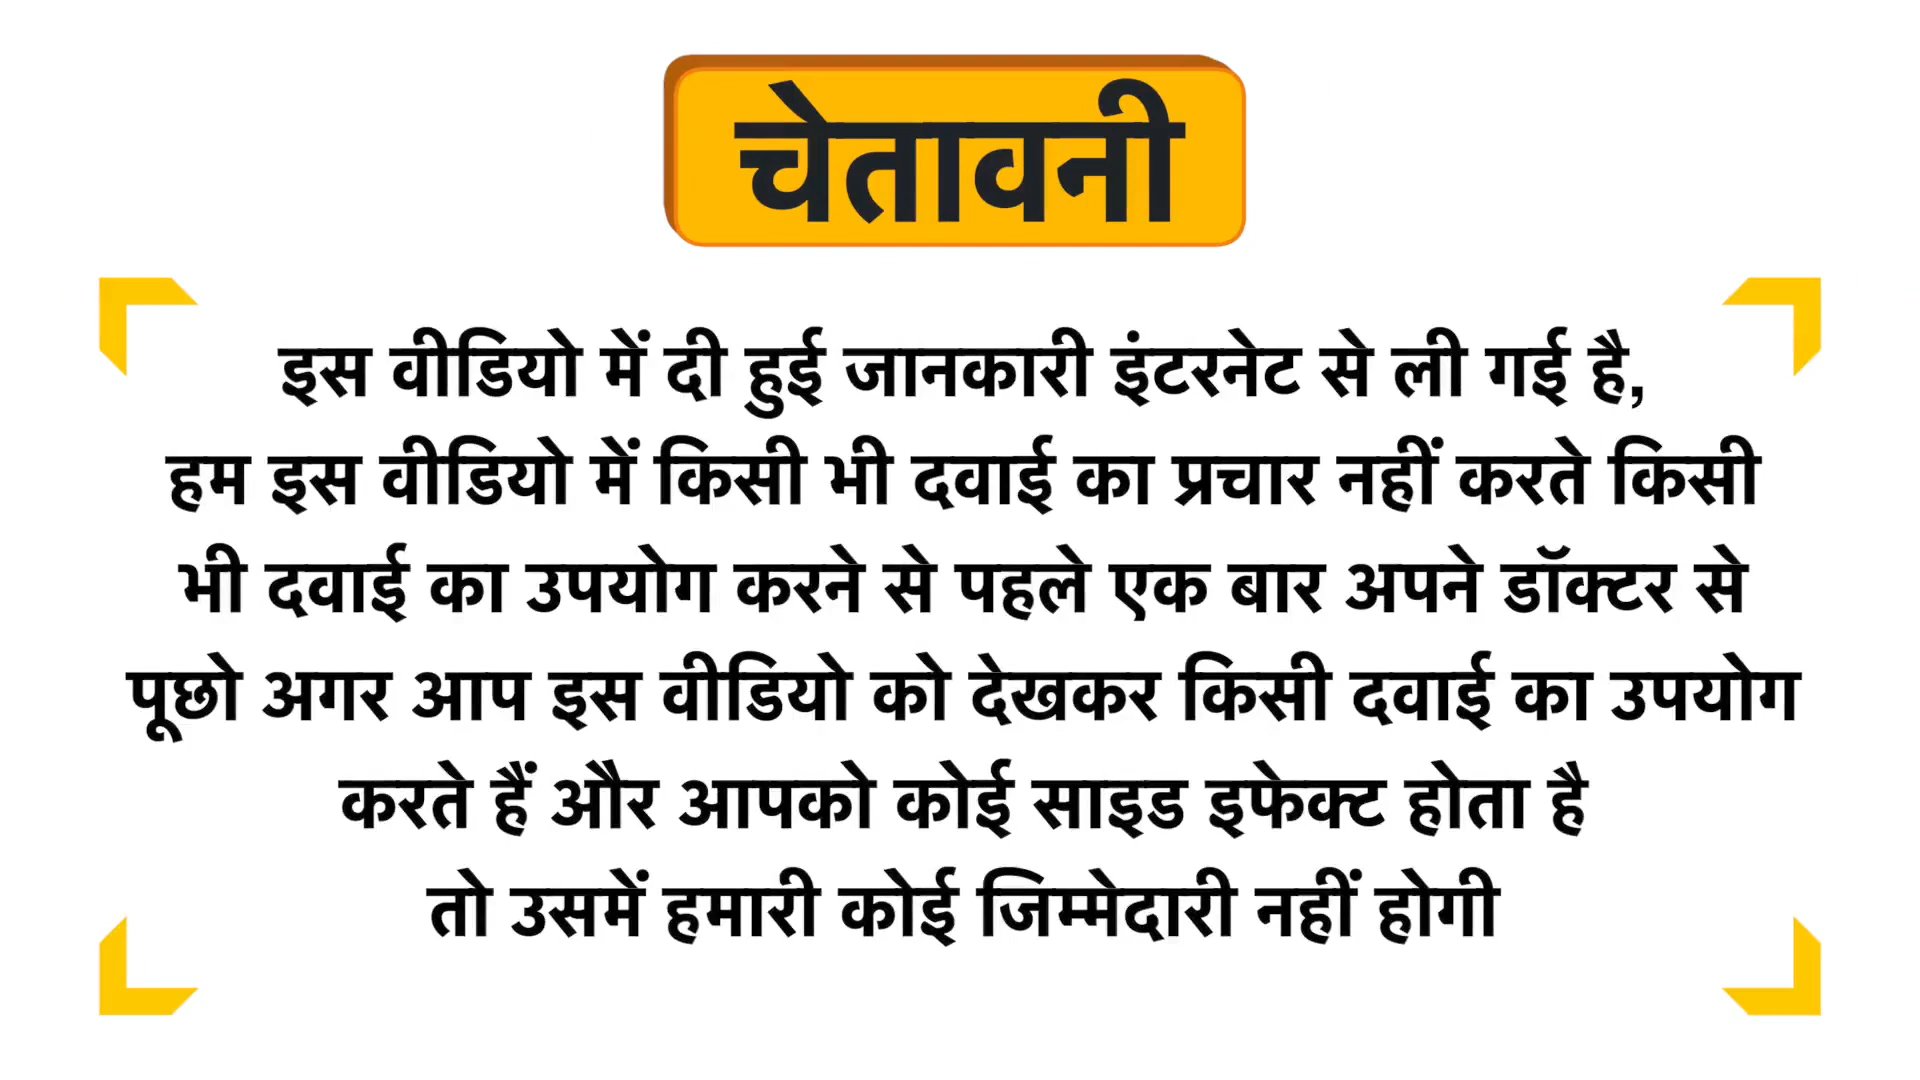 चेतावनी
इस वीडियो में दी हुई जानकारी इंटरनेट से ली गई है,
हम इस वीडियो में किसी भी दवाई का प्रचार नहीं करते किसी
भी दवाई का उपयोग करने से पहले एक बार अपने डॉक्टर से
पूछो अगर आप इस वीडियो को देखकर किसी दवाई का उपयोग
करते हैं और आपको कोई साइड इफेक्ट होता है
तो उसमें हमारी कोई जिम्मेदारी नहीं होगी